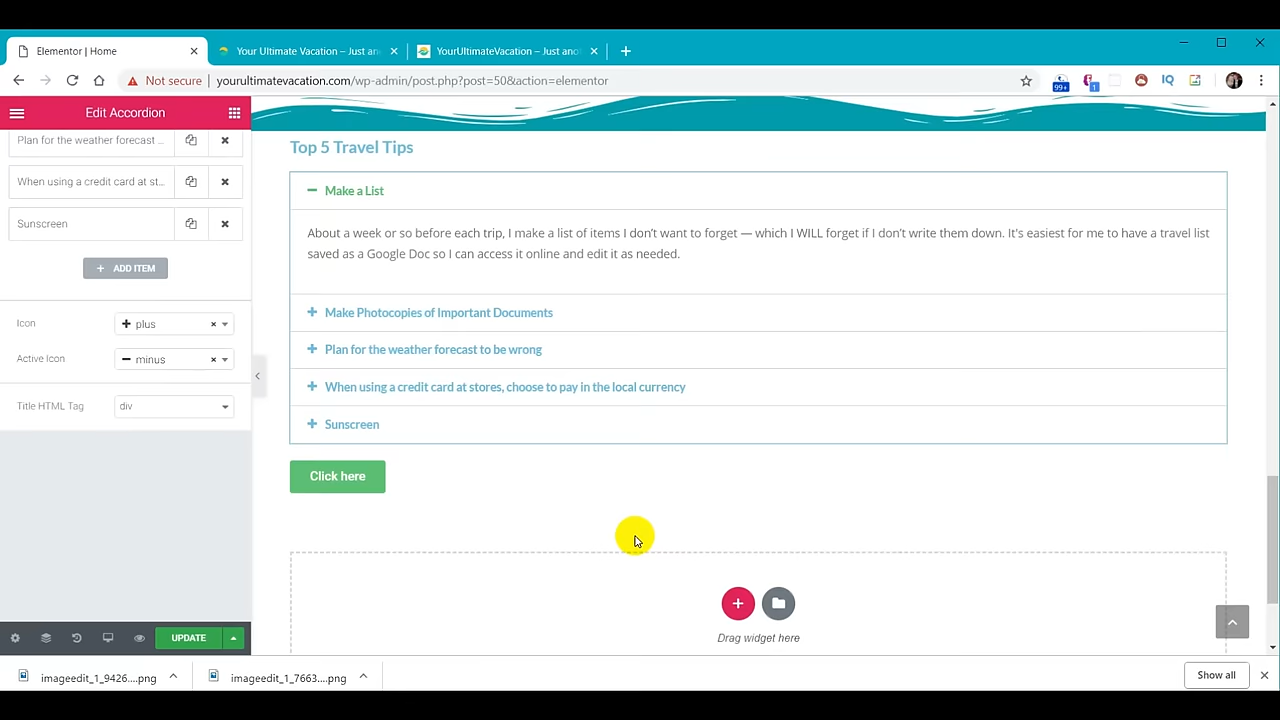 Elementor | Home
Your Ultimate Vacation – Just an
YourUltimateVacation – Just anot
Not secure
yourultimatevacation.com/wp-admin/post.php?post=50&action=elementor
99+
1
IQ
Edit Accordion
Plan for the weather forecast ...
When using a credit card at st...
Sunscreen
ADD ITEM
Icon
plus
Active Icon
minus
Title HTML Tag
div
UPDATE
Top 5 Travel Tips
Make a List
About a week or so before each trip, I make a list of items I don't want to forget — which I WILL forget if I don't write them down. It's easiest for me to have a travel list
saved as a Google Doc so I can access it online and edit it as needed.
Make Photocopies of Important Documents
Plan for the weather forecast to be wrong
When using a credit card at stores, choose to pay in the local currency
Sunscreen
Click here
Drag widget here
imageedit_1_9426....png
imageedit_1_7663....png
Show all